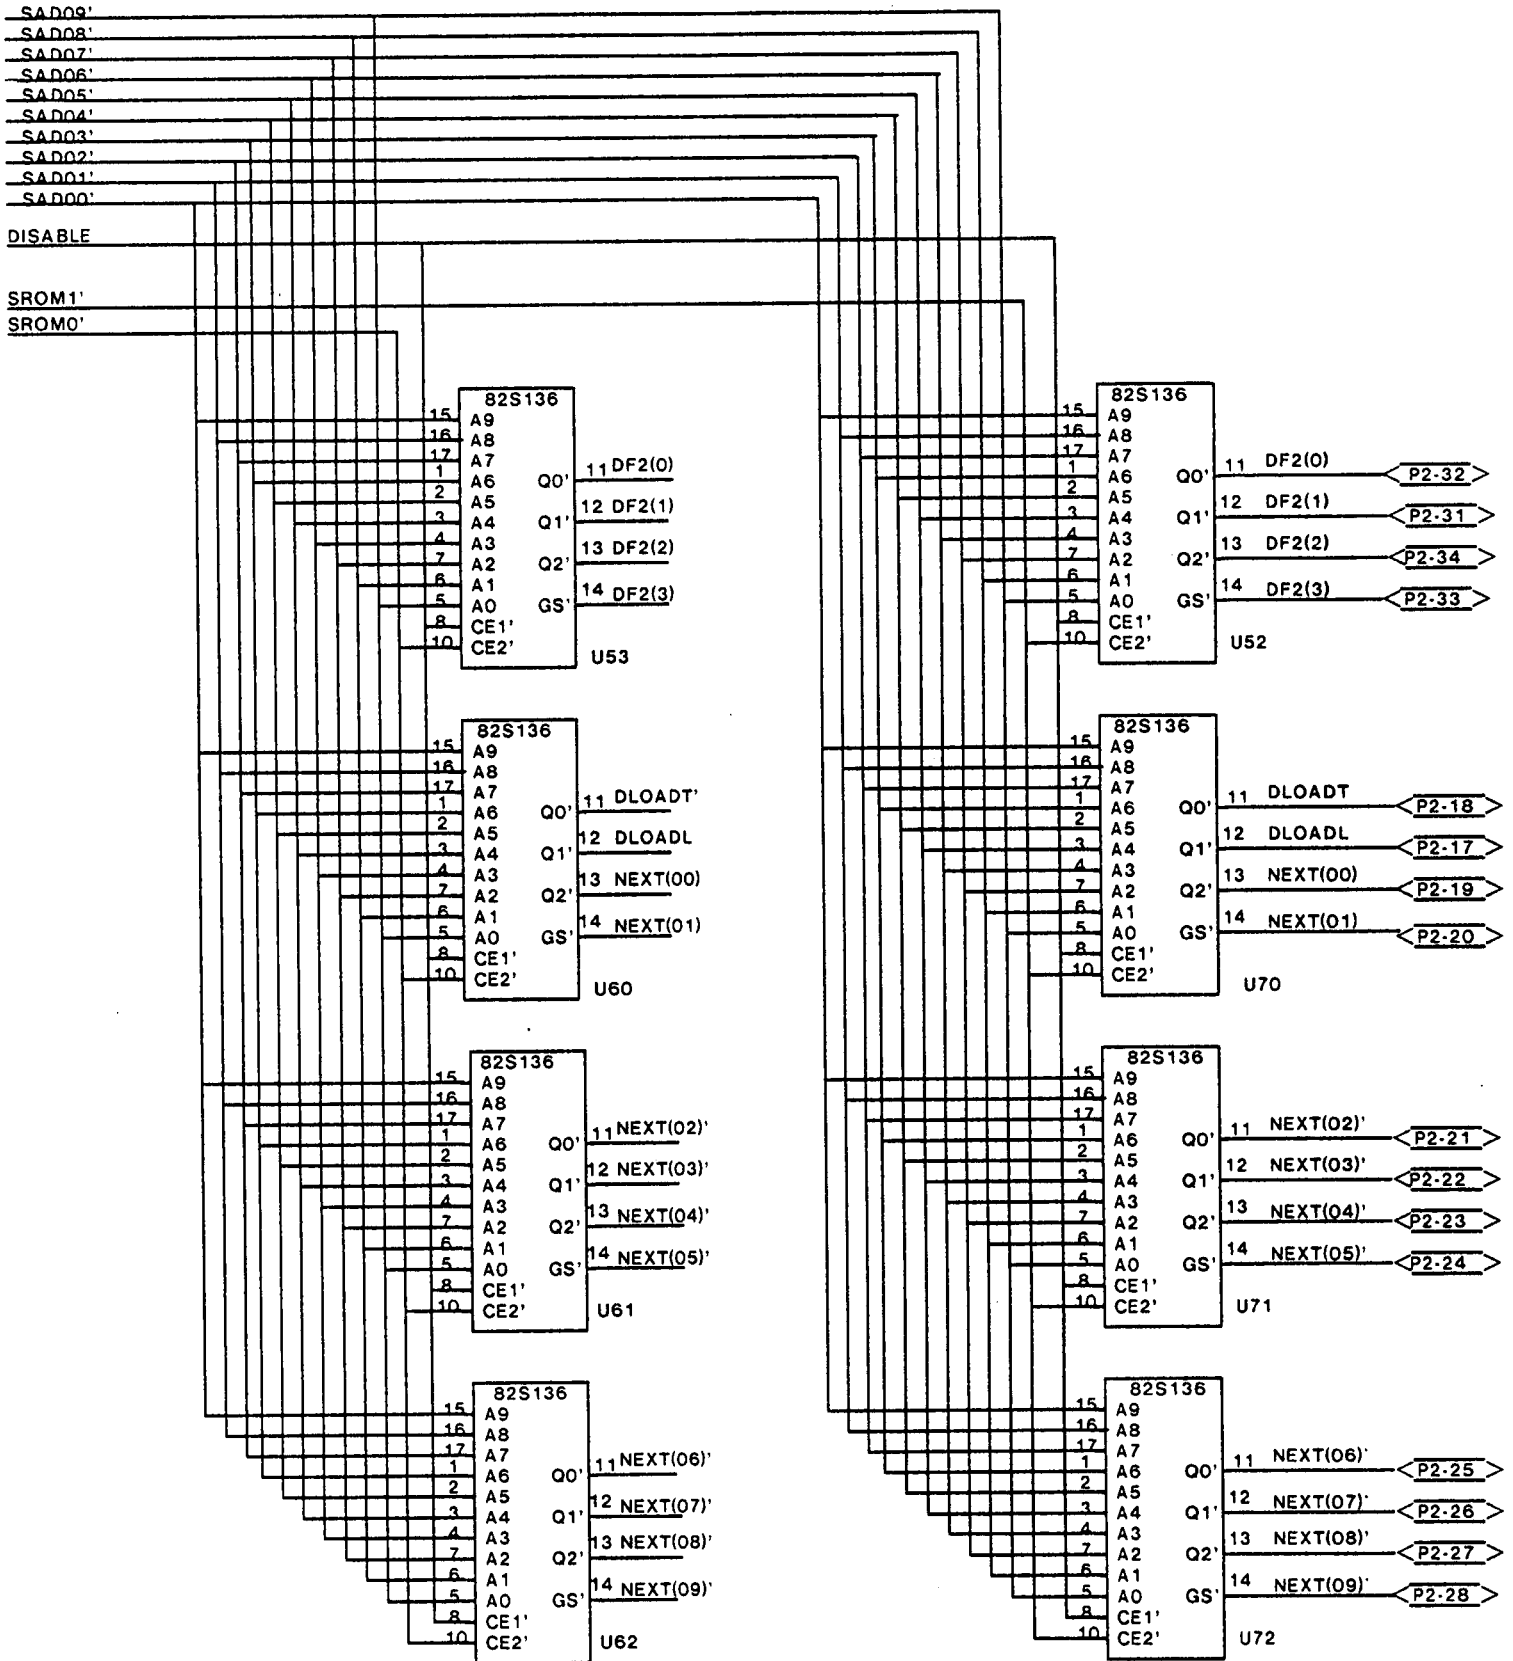 SAD09'
SAD08'
SAD07'
SAD06'
SAD05'
SAD04'
SAD03'
SAD02'
SAD01'
SAD00'
DISABLE
SROM1'
SROM0'
82S136
15 A9
16 A8
17 A7
1 A6
2 A5
3 A4
4 A3
7 A2
6 A1
5 A0
8 CE1'
10 CE2'
Q0' 11 DF2(0)
Q1' 12 DF2(1)
Q2' 13 DF2(2)
GS' 14 DF2(3)
U53
82S136
15 A9
16 A8
17 A7
1 A6
2 A5
3 A4
4 A3
7 A2
6 A1
5 A0
8 CE1'
10 CE2'
Q0' 11 DF2(0) P2-32
Q1' 12 DF2(1) P2-31
Q2' 13 DF2(2) P2-34
GS' 14 DF2(3) P2-33
U52
82S136
15 A9
16 A8
17 A7
1 A6
2 A5
3 A4
4 A3
7 A2
6 A1
5 A0
8 CE1'
10 CE2'
Q0' 11 DLOADT'
Q1' 12 DLOADL
Q2' 13 NEXT(00)
GS' 14 NEXT(01)
U60
82S136
15 A9
16 A8
17 A7
1 A6
2 A5
3 A4
4 A3
7 A2
6 A1
5 A0
8 CE1'
10 CE2'
Q0' 11 DLOADT P2-18
Q1' 12 DLOADL P2-17
Q2' 13 NEXT(00) P2-19
GS' 14 NEXT(01) P2-20
U70
82S136
15 A9
16 A8
17 A7
1 A6
2 A5
3 A4
4 A3
7 A2
6 A1
5 A0
8 CE1'
10 CE2'
Q0' 11 NEXT(02)'
Q1' 12 NEXT(03)'
Q2' 13 NEXT(04)'
GS' 14 NEXT(05)'
U61
82S136
15 A9
16 A8
17 A7
1 A6
2 A5
3 A4
4 A3
7 A2
6 A1
5 A0
8 CE1'
10 CE2'
Q0' 11 NEXT(02)' P2-21
Q1' 12 NEXT(03)' P2-22
Q2' 13 NEXT(04)' P2-23
GS' 14 NEXT(05)' P2-24
U71
82S136
15 A9
16 A8
17 A7
1 A6
2 A5
3 A4
4 A3
7 A2
6 A1
5 A0
8 CE1'
10 CE2'
Q0' 11 NEXT(06)'
Q1' 12 NEXT(07)'
Q2' 13 NEXT(08)'
GS' 14 NEXT(09)'
U62
82S136
15 A9
16 A8
17 A7
1 A6
2 A5
3 A4
4 A3
7 A2
6 A1
5 A0
8 CE1'
10 CE2'
Q0' 11 NEXT(06)' P2-25
Q1' 12 NEXT(07)' P2-26
Q2' 13 NEXT(08)' P2-27
GS' 14 NEXT(09)' P2-28
U72